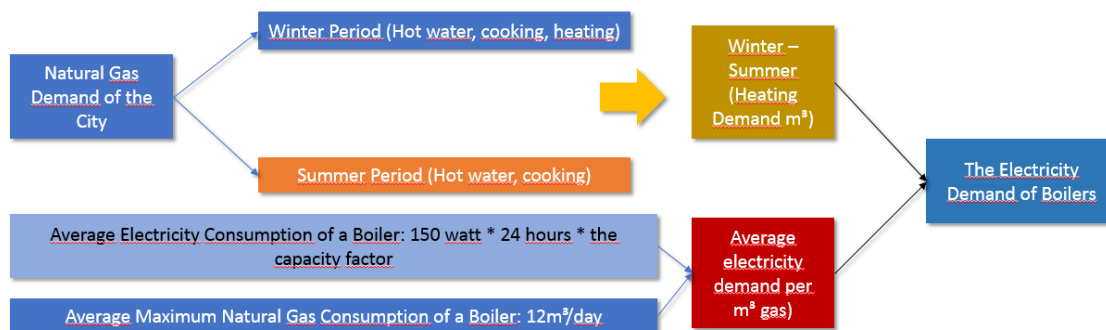 Winter Period (Hot water, cooking, heating)
Natural Gas
Demand of the
City
Winter –
Summer
(Heating
Demand m³)
Summer Period (Hot water, cooking)
The Electricity
Demand of Boilers
Average Electricity Consumption of a Boiler: 150 watt * 24 hours * the
capacity factor
Average
electricity
demand per
m³ gas)
Average Maximum Natural Gas Consumption of a Boiler: 12m³/day